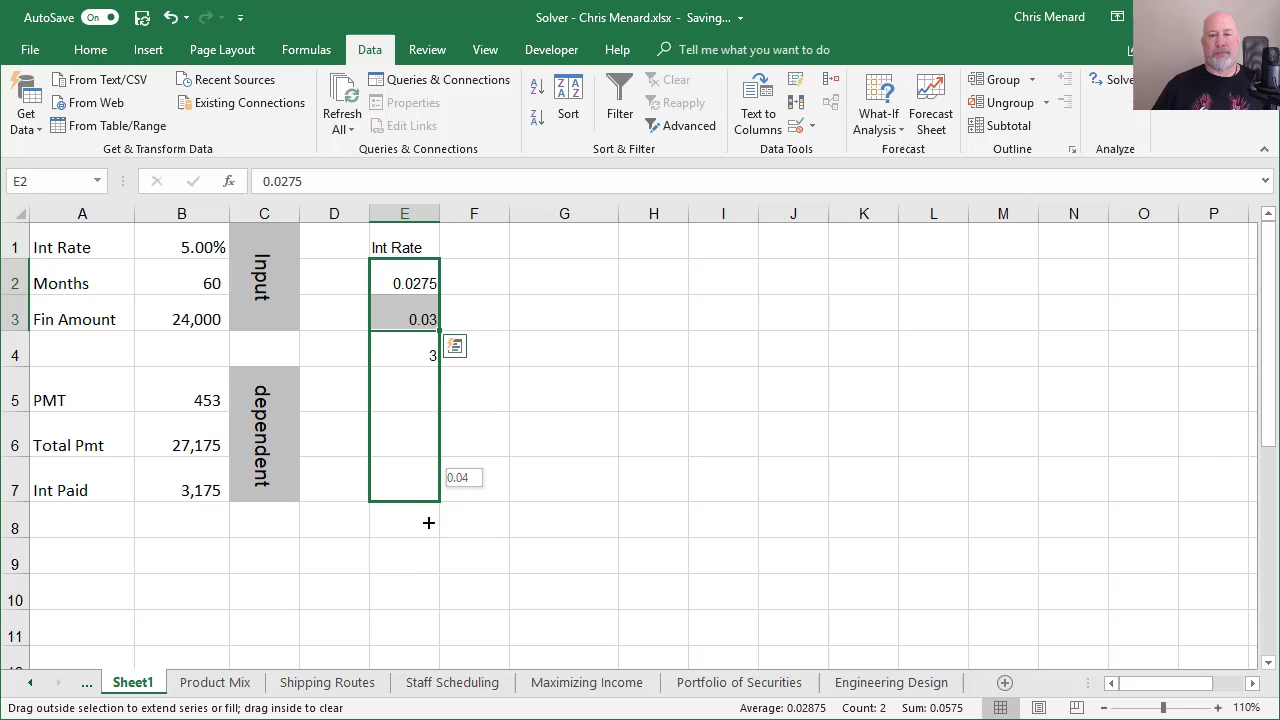 AutoSave On Solver - Chris Menard.xlsx - Saving... Chris Menard
File Home Insert Page Layout Formulas Data Review View Developer Help Tell me what you want to do
Get Data
From Text/CSV
From Web
From Table/Range
Recent Sources
Existing Connections
Get & Transform Data
Refresh All
Queries & Connections
Properties
Edit Links
Queries & Connections
Sort
Filter
Clear
Reapply
Advanced
Sort & Filter
Text to Columns
Data Tools
What-If Analysis
Forecast Sheet
Forecast
Group
Ungroup
Subtotal
Outline
Solve
Analyze
E2 fx 0.0275
A B C D E F G H I J K L M N O P
1 Int Rate 5.00% Input Int Rate
2 Months 60 0.0275
3 Fin Amount 24,000 0.03
4 3
5 PMT 453 dependent
6 Total Pmt 27,175
7 Int Paid 3,175 0.04
8
9
10
11
... Sheet1 Product Mix Shipping Routes Staff Scheduling Maximizing Income Portfolio of Securities Engineering Design
Drag outside selection to extend series or fill; drag inside to clear Average: 0.02875 Count: 2 Sum: 0.0575 110%